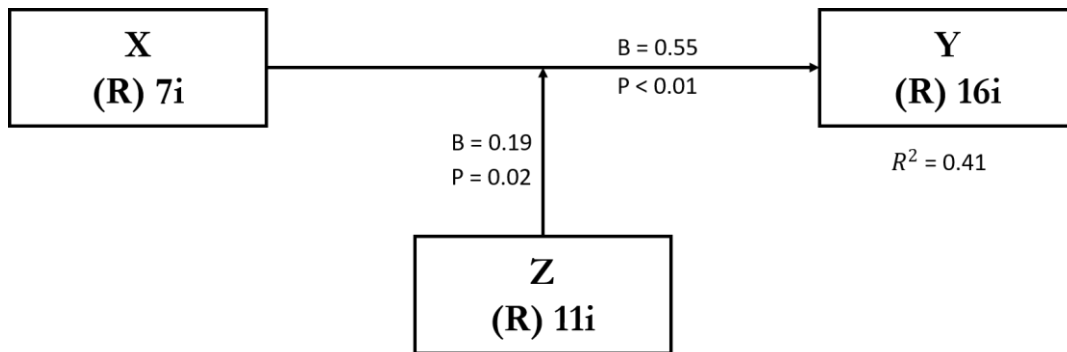 X
(R) 7i
B = 0.55
P < 0.01
Y
(R) 16i
R² = 0.41
B = 0.19
P = 0.02
Z
(R) 11i